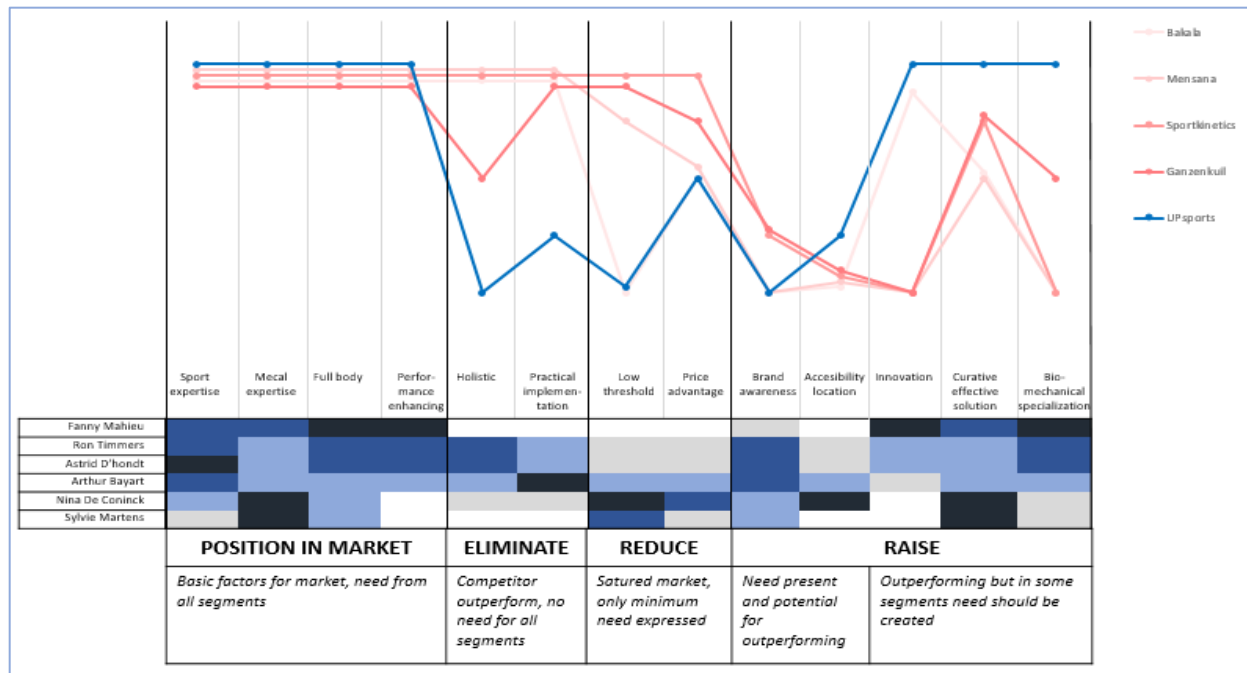 Bakala
Mensana
Sportkinetics
Ganzenkuil
UPsports
Sport
expertise
Mecal
expertise
Full body
Perfor-
mance
enhancing
Holistic
Practical
implemen-
tation
Low
threshold
Price
advantage
Brand
awareness
Accesibility
location
Innovation
Curative
effective
solution
Bio-
mechanical
specialization
Fanny Mahieu
Ron Timmers
Astrid D'hondt
Arthur Bayart
Nina De Coninck
Sylvie Martens
POSITION IN MARKET
ELIMINATE
REDUCE
RAISE
Basic factors for market, need from
all segments
Competitor
outperform, no
need for all
segments
Satured market,
only minimum
need expressed
Need present
and potential
for
outperforming
Outperforming but in some
segments need should be
created